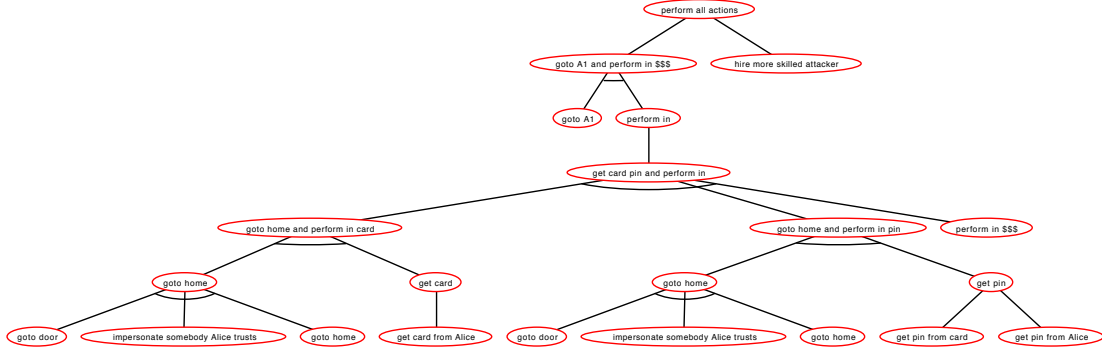 perform all actions
goto A1 and perform in $$$
hire more skilled attacker
goto A1
perform in
get card pin and perform in
goto home and perform in card
goto home and perform in pin
perform in $$$
goto home
get card
goto home
get pin
goto door
impersonate somebody Alice trusts
goto home
get card from Alice
goto door
impersonate somebody Alice trusts
goto home
get pin from card
get pin from Alice